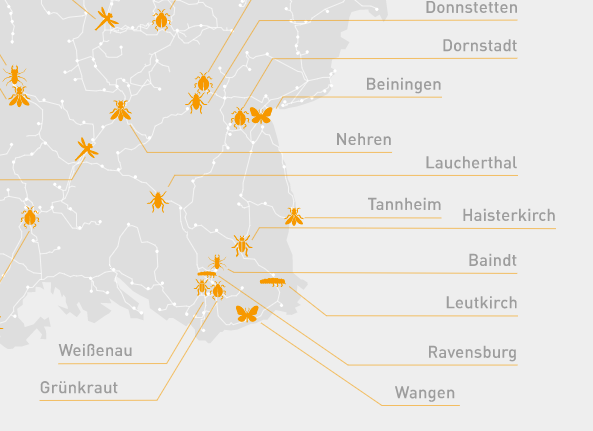 Donnstetten
Dornstadt
Beiningen
Nehren
Laucherthal
Tannheim
Haisterkirch
Baindt
Leutkirch
Weißenau
Ravensburg
Grünkraut
Wangen